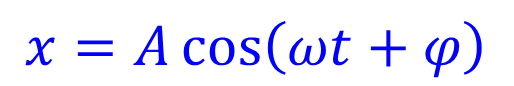 x = A cos(ωt + φ)